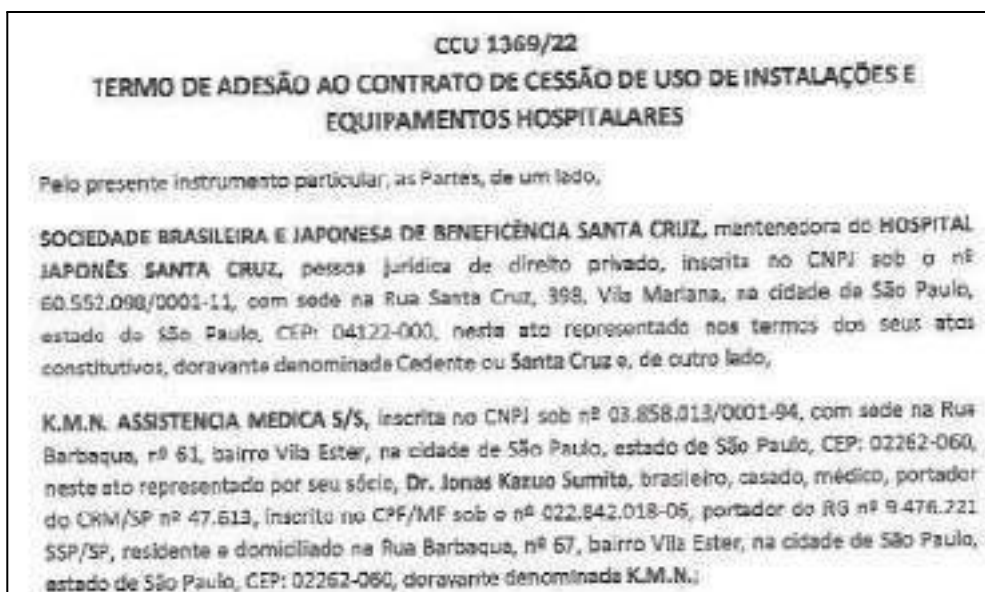 CCU 1369/22
TERMO DE ADESÃO AO CONTRATO DE CESSÃO DE USO DE INSTALAÇÕES E
EQUIPAMENTOS HOSPITALARES
Pelo presente instrumento particular, as Partes, de um lado,
SOCIEDADE BRASILEIRA E JAPONESA DE BENEFICÊNCIA SANTA CRUZ, mantenedora do HOSPITAL
JAPONÊS SANTA CRUZ, pessoa jurídica de direito privado, inscrita no CNPJ sob o nº
60.552.098/0001-11, com sede na Rua Santa Cruz, 398, Vila Mariana, na cidade de São Paulo,
estado de São Paulo, CEP: 04122-000, neste ato representado nos termos dos seus atos
constitutivos, doravante denominada Cedente ou Santa Cruz e, de outro lado,
K.M.N. ASSISTENCIA MEDICA S/S, inscrita no CNPJ sob nº 03.858.013/0001-94, com sede na Rua
Barbaqua, nº 61, bairro Vila Ester, na cidade de São Paulo, estado de São Paulo, CEP: 02262-060,
neste ato representado por seu sócio, Dr. Jonas Kazuo Sumita, brasileiro, casado, médico, portador
do CRM/SP nº 47.613, inscrito no CPF/MF sob o nº 022.842.018-06, portador do RG nº 9.476.221
SSP/SP, residente e domiciliado na Rua Barbaqua, nº 67, bairro Vila Ester, na cidade de São Paulo,
estado de São Paulo, CEP: 02262-060, doravante denominada K.M.N.;